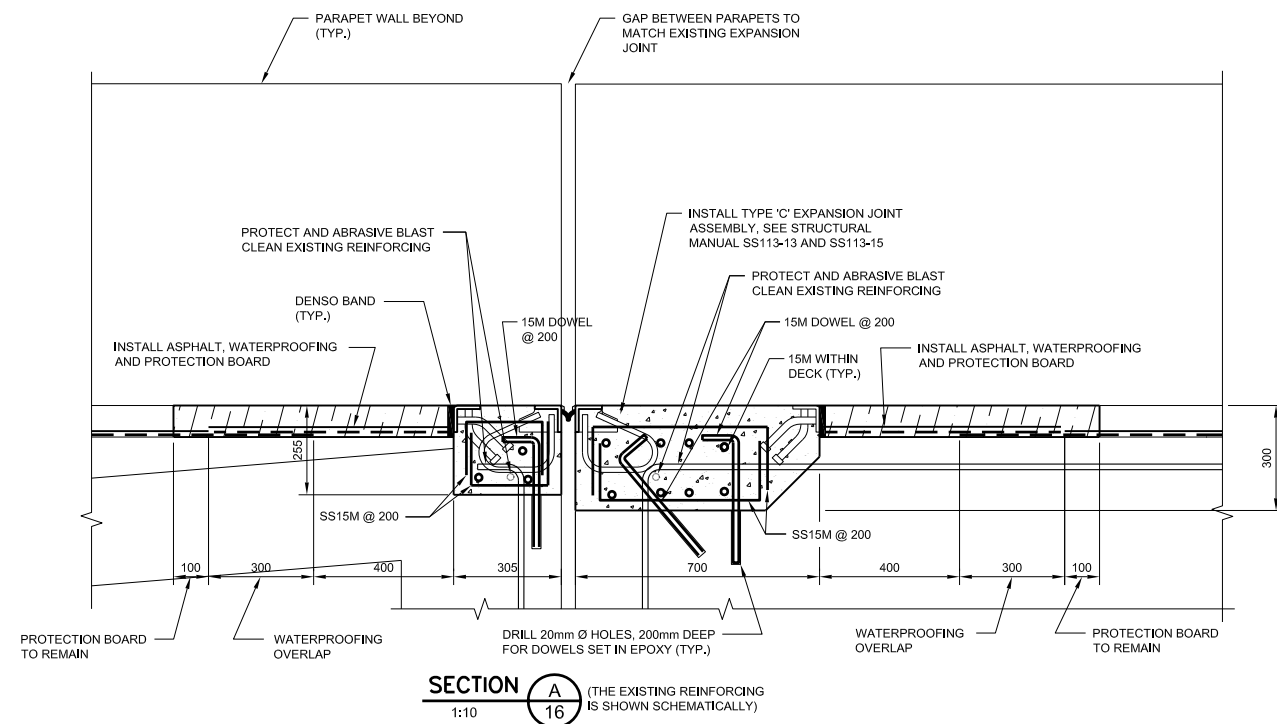 PARAPET WALL BEYOND
(TYP.)
GAP BETWEEN PARAPETS TO
MATCH EXISTING EXPANSION
JOINT
PROTECT AND ABRASIVE BLAST
CLEAN EXISTING REINFORCING
INSTALL TYPE 'C' EXPANSION JOINT
ASSEMBLY, SEE STRUCTURAL
MANUAL SS113-13 AND SS113-15
PROTECT AND ABRASIVE BLAST
CLEAN EXISTING REINFORCING
DENSO BAND
(TYP.)
15M DOWEL
@ 200
15M DOWEL @ 200
INSTALL ASPHALT, WATERPROOFING
AND PROTECTION BOARD
15M WITHIN
DECK (TYP.)
INSTALL ASPHALT, WATERPROOFING
AND PROTECTION BOARD
255
300
SS15M @ 200
SS15M @ 200
100
300
400
305
700
400
300
100
PROTECTION BOARD
TO REMAIN
WATERPROOFING
OVERLAP
DRILL 20mm Ø HOLES, 200mm DEEP
FOR DOWELS SET IN EPOXY (TYP.)
WATERPROOFING
OVERLAP
PROTECTION BOARD
TO REMAIN
SECTION
1:10
A
16
(THE EXISTING REINFORCING
IS SHOWN SCHEMATICALLY)